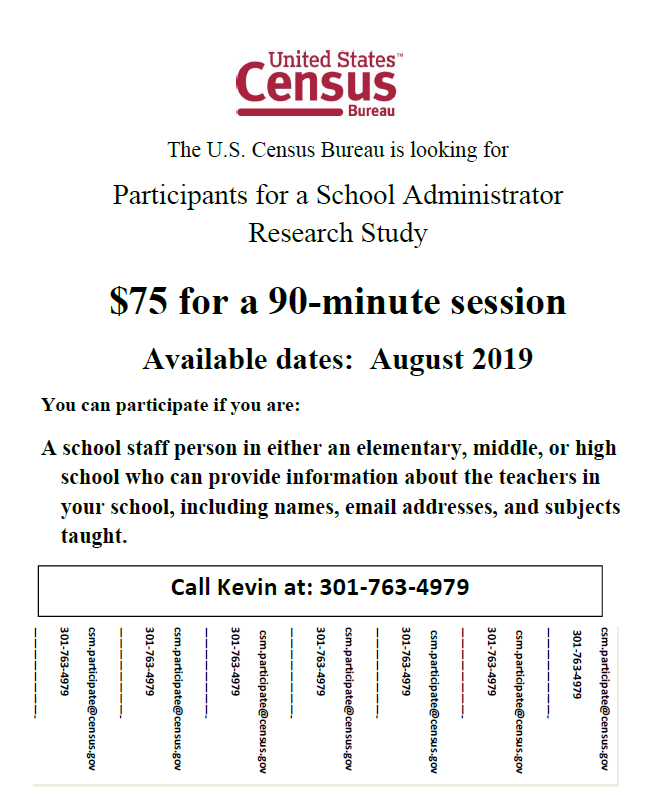 United States™
Census
Bureau
The U.S. Census Bureau is looking for
Participants for a School Administrator
Research Study
$75 for a 90-minute session
Available dates:  August 2019
You can participate if you are:
A school staff person in either an elementary, middle, or high
school who can provide information about the teachers in
your school, including names, email addresses, and subjects
taught.
Call Kevin at: 301-763-4979
301-763-4979
csm.participate@census.gov
301-763-4979
csm.participate@census.gov
301-763-4979
csm.participate@census.gov
301-763-4979
csm.participate@census.gov
301-763-4979
csm.participate@census.gov
301-763-4979
csm.participate@census.gov
301-763-4979
csm.participate@census.gov